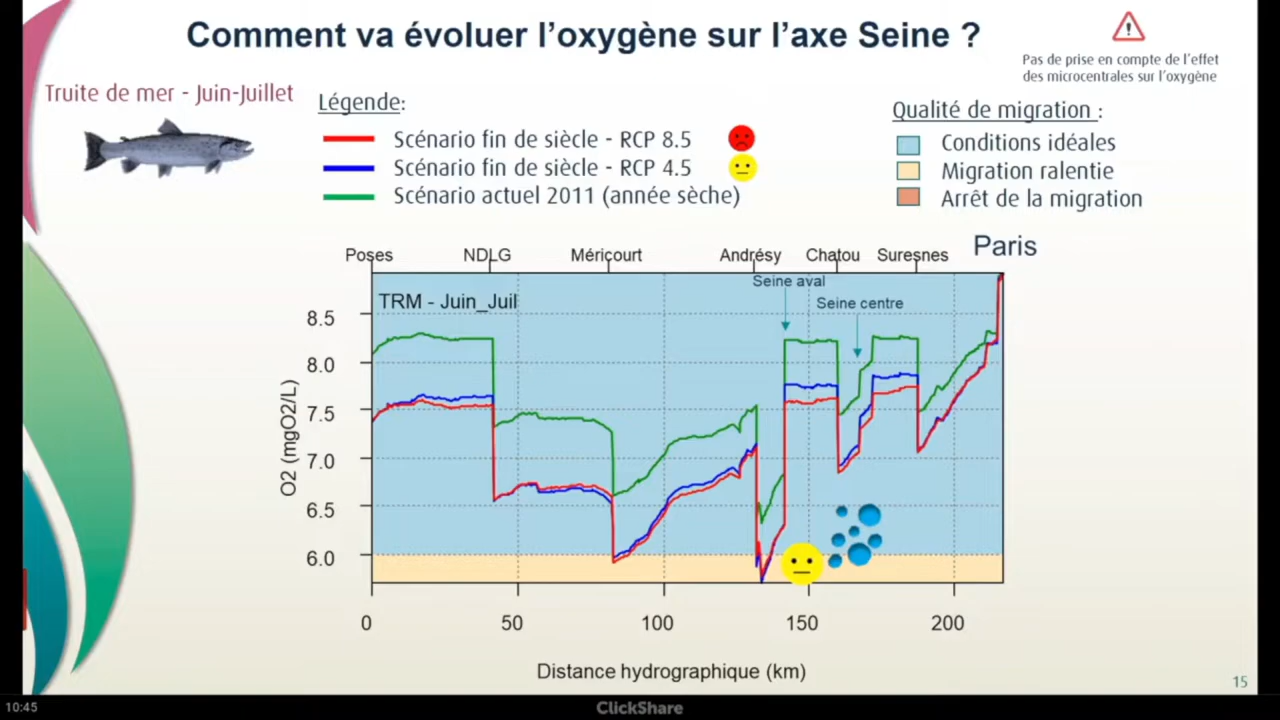 Comment va évoluer l'oxygène sur l'axe Seine ?
Pas de prise en compte de l'effet
des microcentrales sur l'oxygène
Truite de mer - Juin-Juillet
Légende:
Scénario fin de siècle - RCP 8.5
Scénario fin de siècle - RCP 4.5
Scénario actuel 2011 (année sèche)
Qualité de migration :
Conditions idéales
Migration ralentie
Arrêt de la migration
Poses NDLG Méricourt Andrésy Chatou Suresnes Paris
Seine aval
Seine centre
TRM - Juin_Juil
8.5
8.0
7.5
7.0
6.5
6.0
O2 (mgO2/L)
0 50 100 150 200
Distance hydrographique (km)
15
10:45
ClickShare